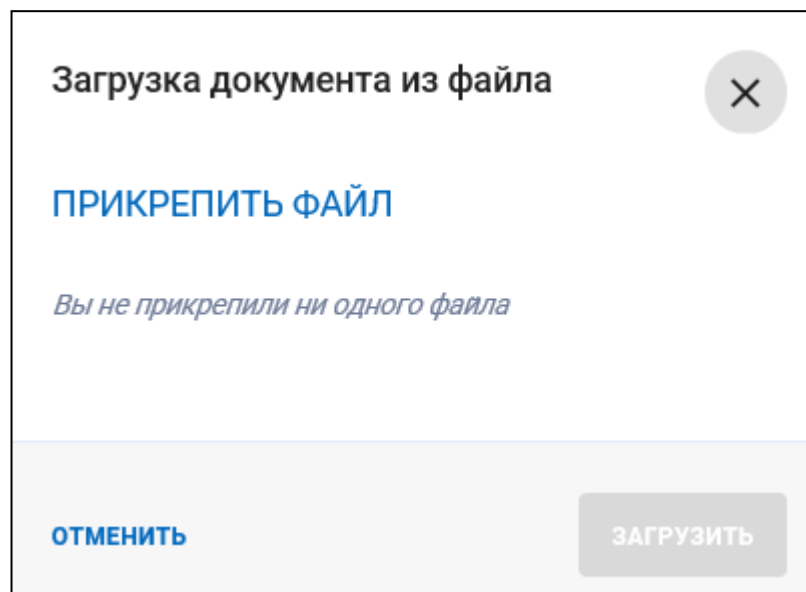 Загрузка документа из файла
ПРИКРЕПИТЬ ФАЙЛ
Вы не прикрепили ни одного файла
ОТМЕНИТЬ
ЗАГРУЗИТЬ